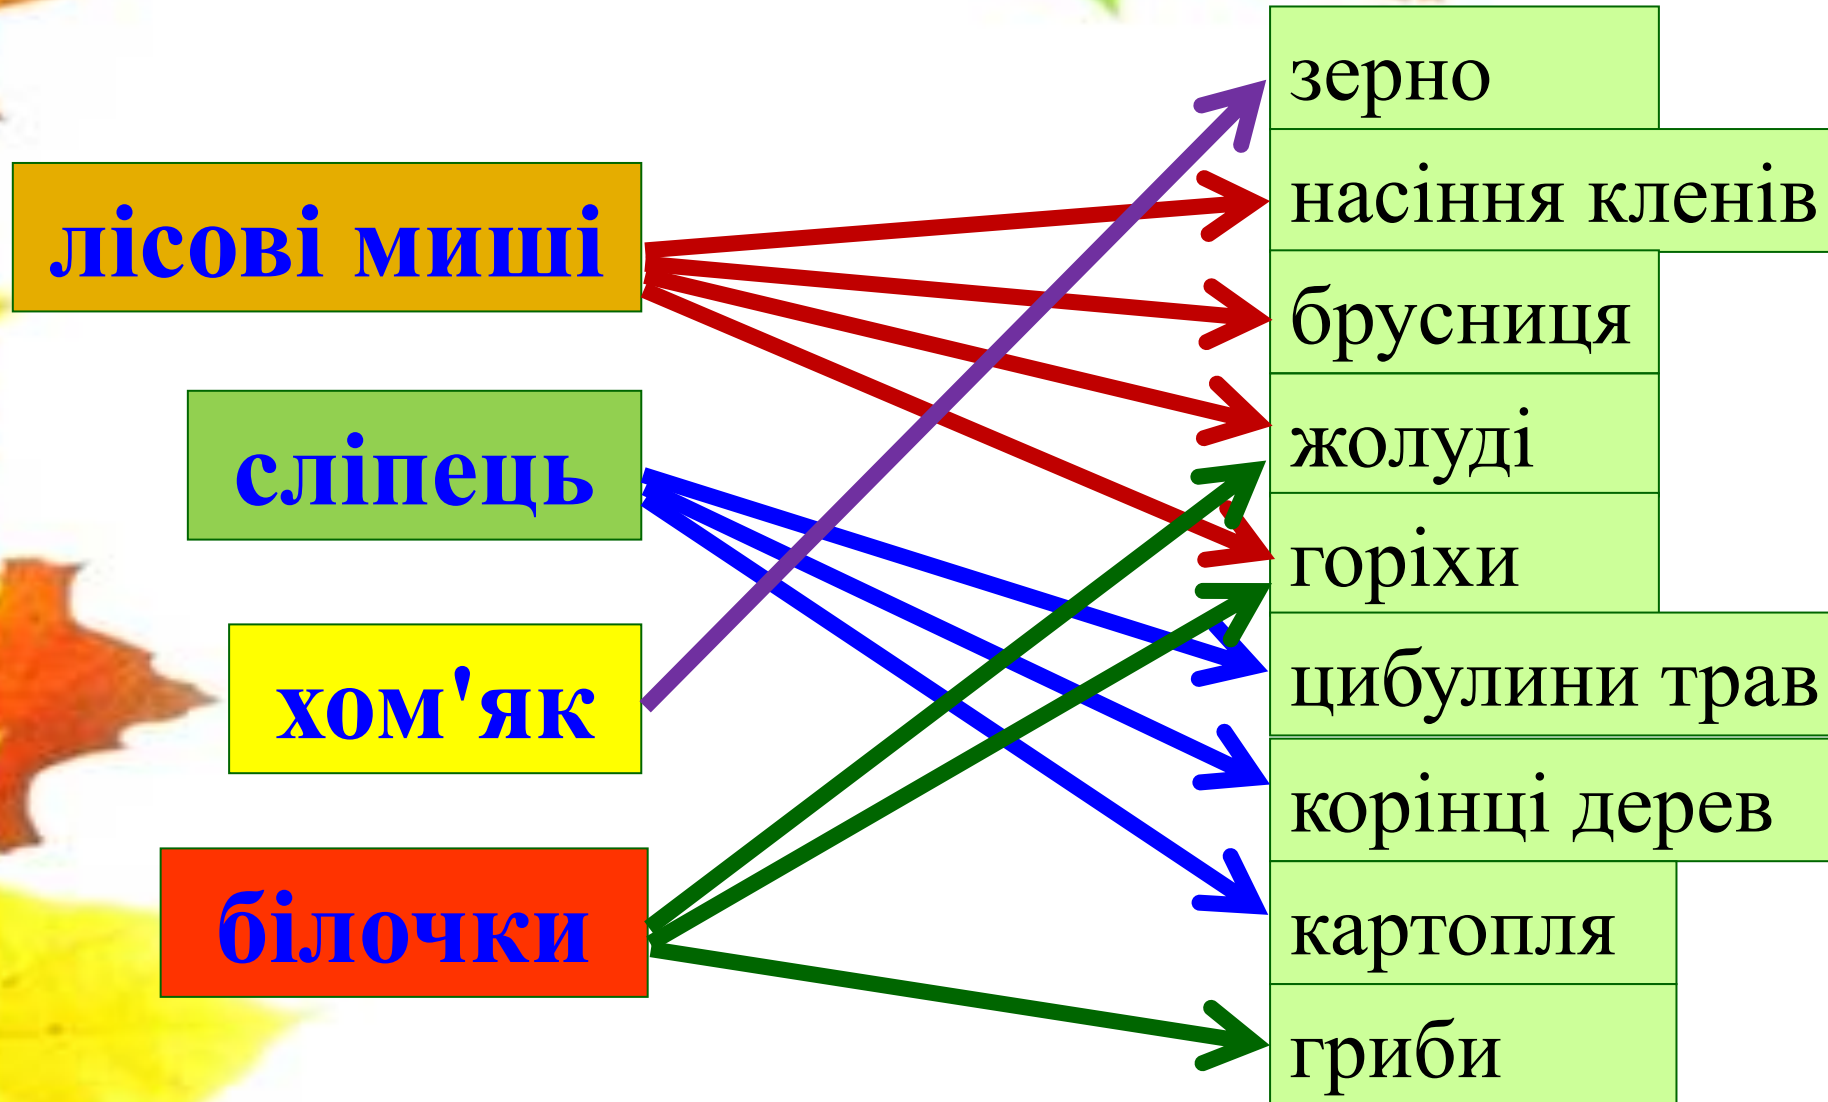 лісові миші
сліпець
хом'як
білочки
зерно
насіння кленів
брусниця
жолуді
горіхи
цибулини трав
корінці дерев
картопля
гриби